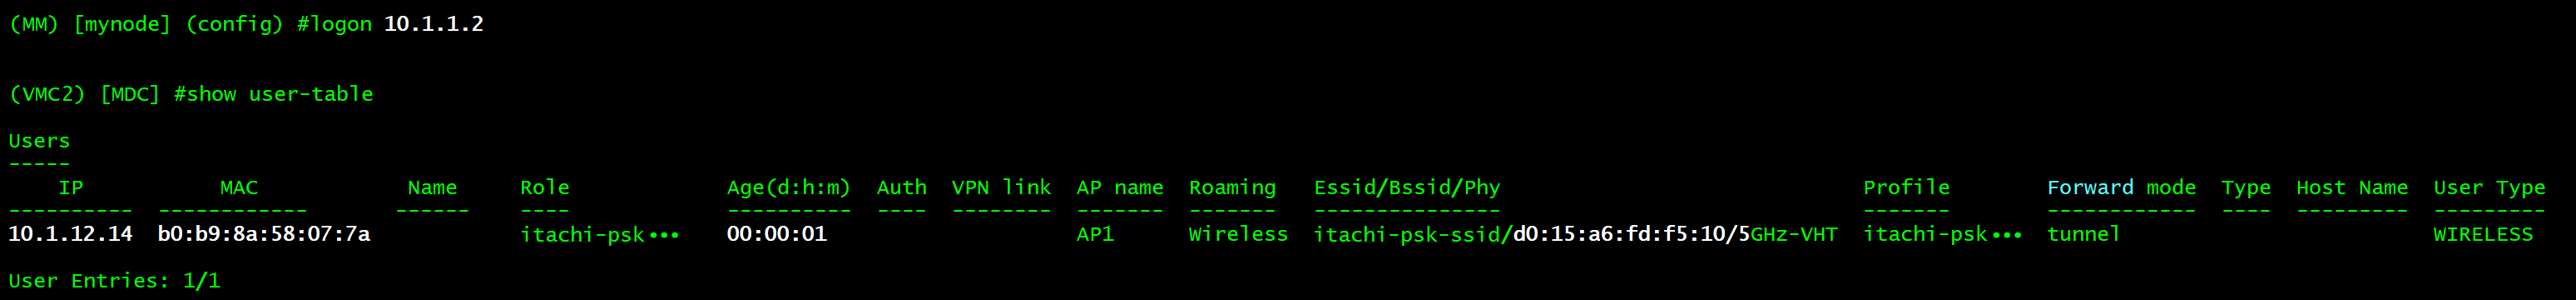 (MM) [mynode] (config) #logon 10.1.1.2
(VMC2) [MDC] #show user-table
Users
-----
IP MAC Name Role Age(d:h:m) Auth VPN link AP name Roaming Essid/Bssid/Phy Profile Forward mode Type Host Name User Type
---------- ------------ ------ ---- ---------- ---- -------- ------- ------- --------------- ------- ------------ ---- --------- ---------
10.1.12.14 b0:b9:8a:58:07:7a itachi-psk••• 00:00:01 AP1 Wireless itachi-psk-ssid/d0:15:a6:fd:f5:10/5GHz-VHT itachi-psk••• tunnel WIRELESS
User Entries: 1/1